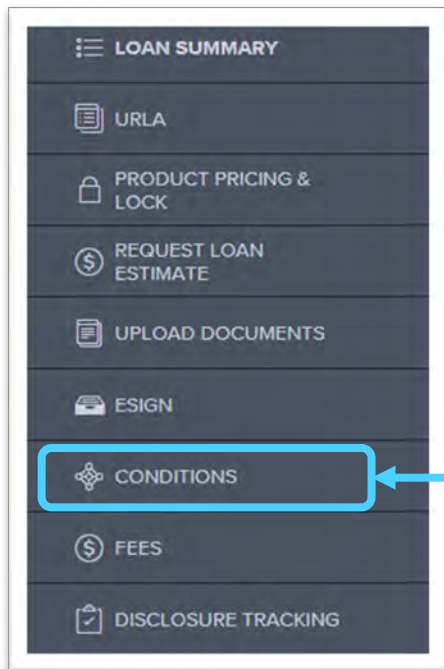 LOAN SUMMARY
URLA
PRODUCT PRICING &
LOCK
REQUEST LOAN
ESTIMATE
UPLOAD DOCUMENTS
ESIGN
CONDITIONS
FEES
DISCLOSURE TRACKING